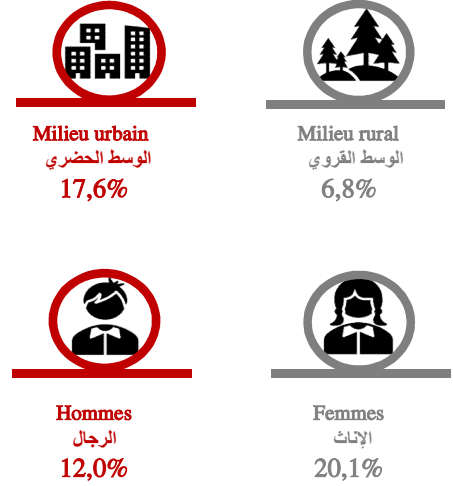 Milieu urbain
الوسط الحضري
17,6%
Milieu rural
الوسط القروي
6,8%
Hommes
الرجال
12,0%
Femmes
الإناث
20,1%